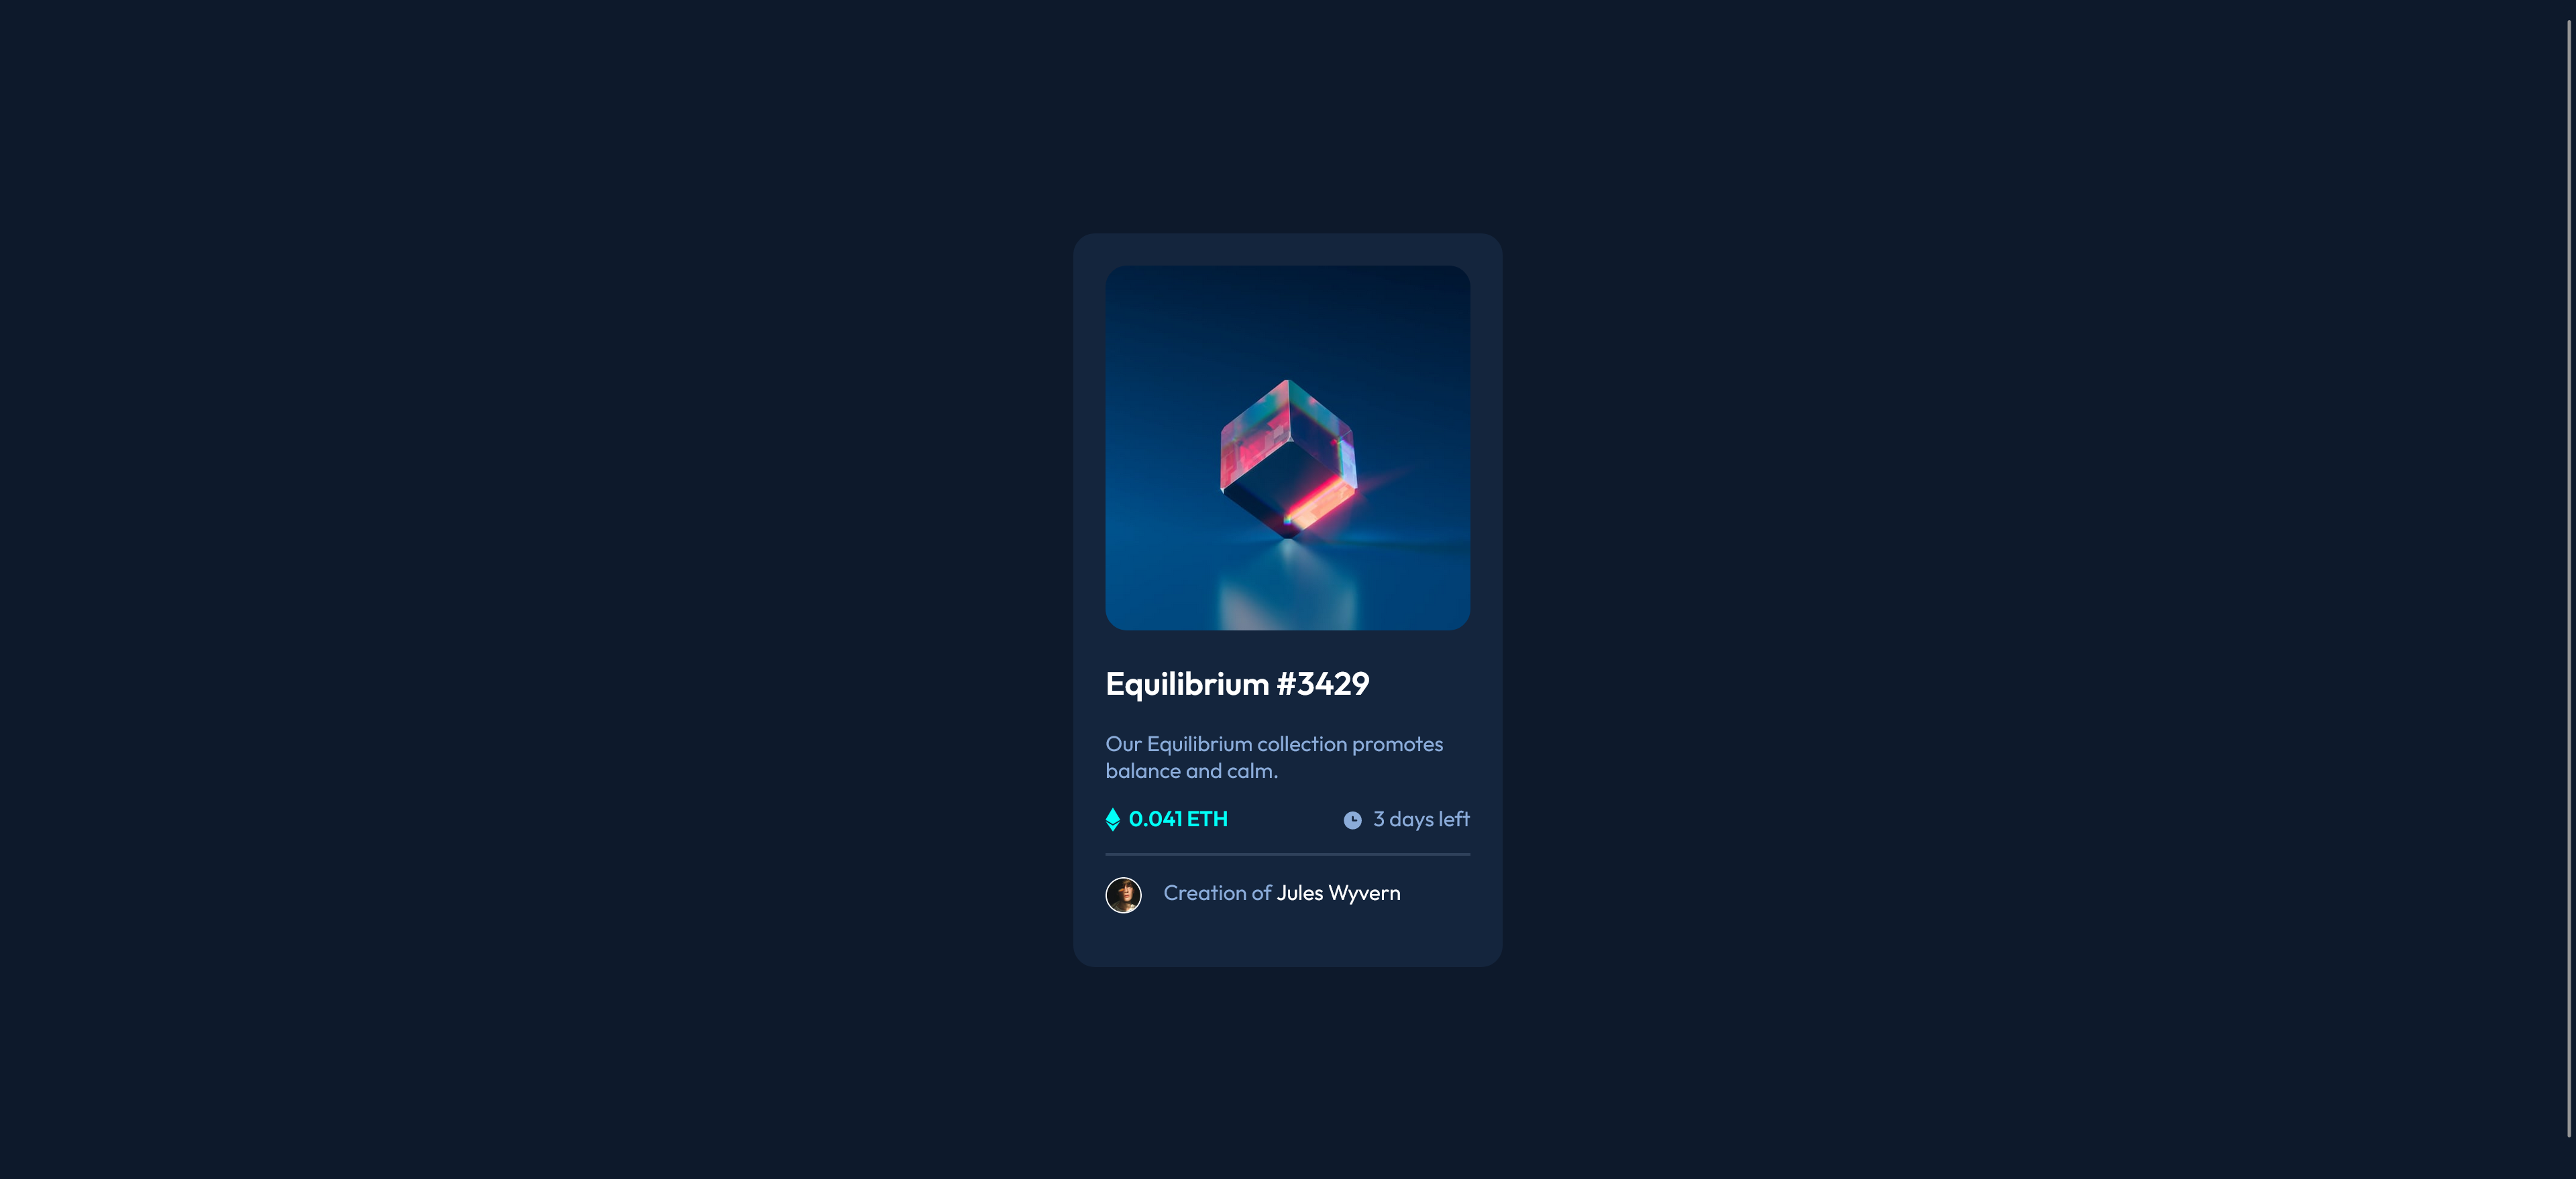 Equilibrium #3429
Our Equilibrium collection promotes
balance and calm.
0.041 ETH
3 days left
Creation of Jules Wyvern